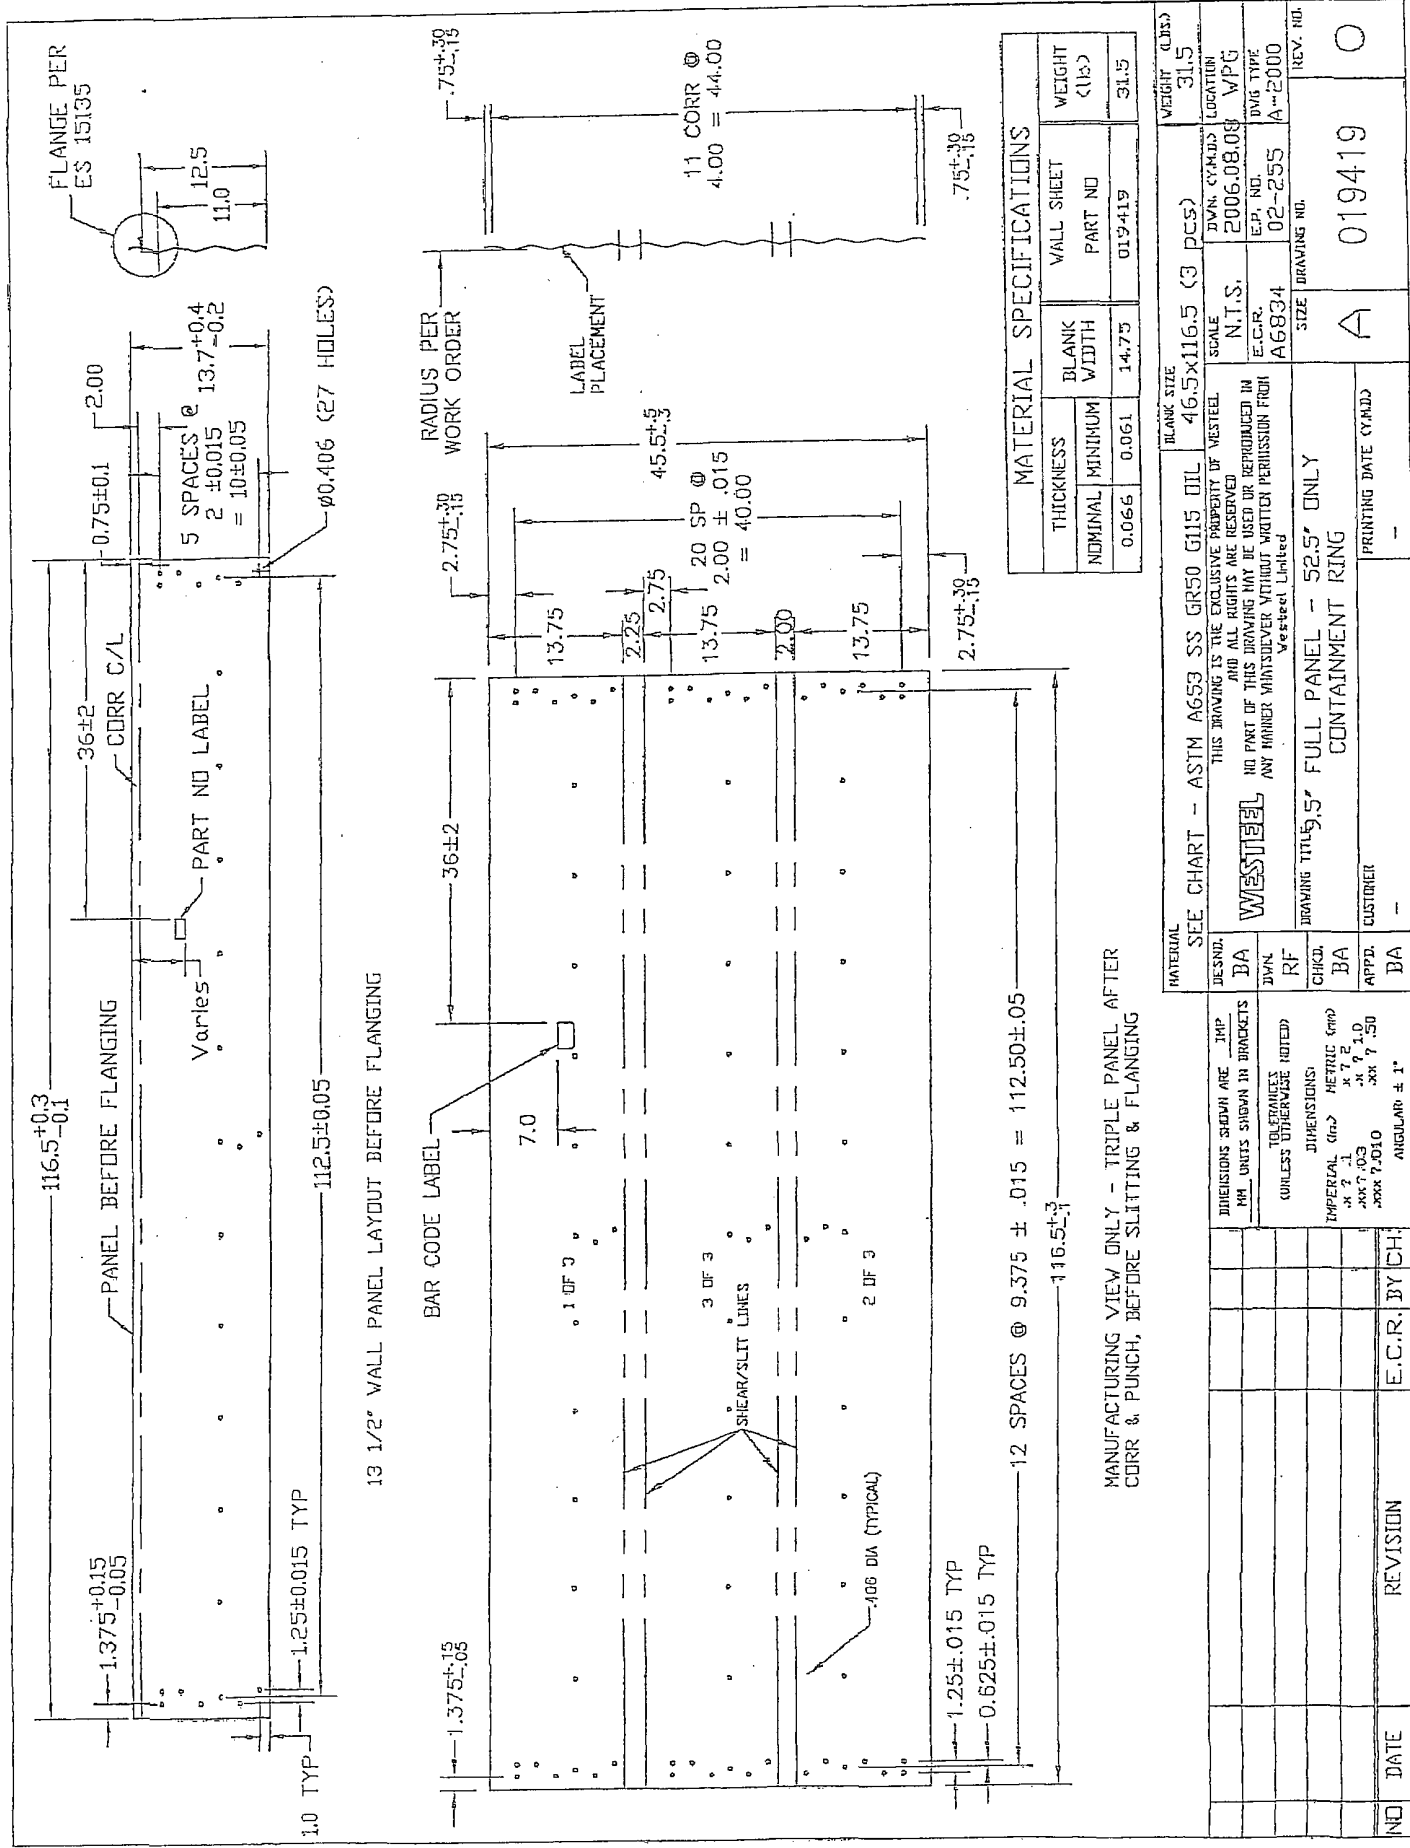 FLANGE PER
ES 15135
12.5
11.0
116.5+0.3
-0.1
36±2
0.75±0.1
2.00
CORR C/L
PANEL BEFORE FLANGING
1.375+0.15
-0.05
5 SPACES @
2 ±0.015
= 10±0.05
13.7+0.4
-0.2
PART NO LABEL
Varies
Ø0.406 (27 HOLES)
1.0 TYP
1.25±0.015 TYP
112.5±0.05
13 1/2" WALL PANEL LAYOUT BEFORE FLANGING
RADIUS PER
WORK ORDER
LABEL
PLACEMENT
.75+.30
-.15
11 CORR @
4.00 = 44.00
.75+.30
-.15
BAR CODE LABEL
36±2
7.0
1.375+.15
-.05
2.75+.30
-.15
13.75
2.25
2.75
13.75
2.00
13.75
2.75+.30
-.15
45.5+.5
-.3
20 SP @
2.00 ± .015
= 40.00
1 OF 3
3 OF 3
2 OF 3
SHEAR/SLIT LINES
.406 DIA (TYPICAL)
1.25±.015 TYP
0.625±.015 TYP
12 SPACES @ 9.375 ± .015 = 112.50±.05
116.5+.3
-.1
MANUFACTURING VIEW ONLY - TRIPLE PANEL AFTER
CORR & PUNCH, BEFORE SLITTING & FLANGING
MATERIAL SPECIFICATIONS
THICKNESS
NOMINAL MINIMUM
BLANK
WIDTH
WALL SHEET
PART NO
WEIGHT
(lbs)
0.066 0.061 14.75 019419 31.5
MATERIAL
SEE CHART - ASTM A653 SS GR50 G115 OIL
BLANK SIZE
46.5x116.5 (3 pcs)
WEIGHT (LBS.)
31.5
DIMENSIONS SHOWN ARE IMP
MM UNITS SHOWN IN BRACKETS
TOLERANCES
(UNLESS OTHERWISE NOTED)
DIMENSIONS:
IMPERIAL (in.) METRIC (mm)
.x ? .1 .x ? 2
.xx ? .03 .x ? 1.0
.xxx ? .010 .xx ? .50
ANGULAR: ± 1°
DESND.
BA
DWN.
RF
CHKD.
BA
APPD.
BA
WESTEEL
THIS DRAWING IS THE EXCLUSIVE PROPERTY OF WESTEEL
AND ALL RIGHTS ARE RESERVED
NO PART OF THIS DRAWING MAY BE USED OR REPRODUCED IN
ANY MANNER WHATSOEVER WITHOUT WRITTEN PERMISSION FROM
Westeel Limited
SCALE
N.T.S.
DWN. (Y.M.D.)
2006.08.08
LOCATION
WPG
E.C.R.
A6834
E.P. NO.
02-255
DWG TYPE
A-2000
DRAWING TITLE
9.5' FULL PANEL - 52.5" ONLY
CONTAINMENT RING
SIZE
A
DRAWING NO.
019419
REV. NO.
0
CUSTOMER
-
PRINTING DATE (Y.M.D.)
-
NO DATE REVISION E.C.R. BY CH.